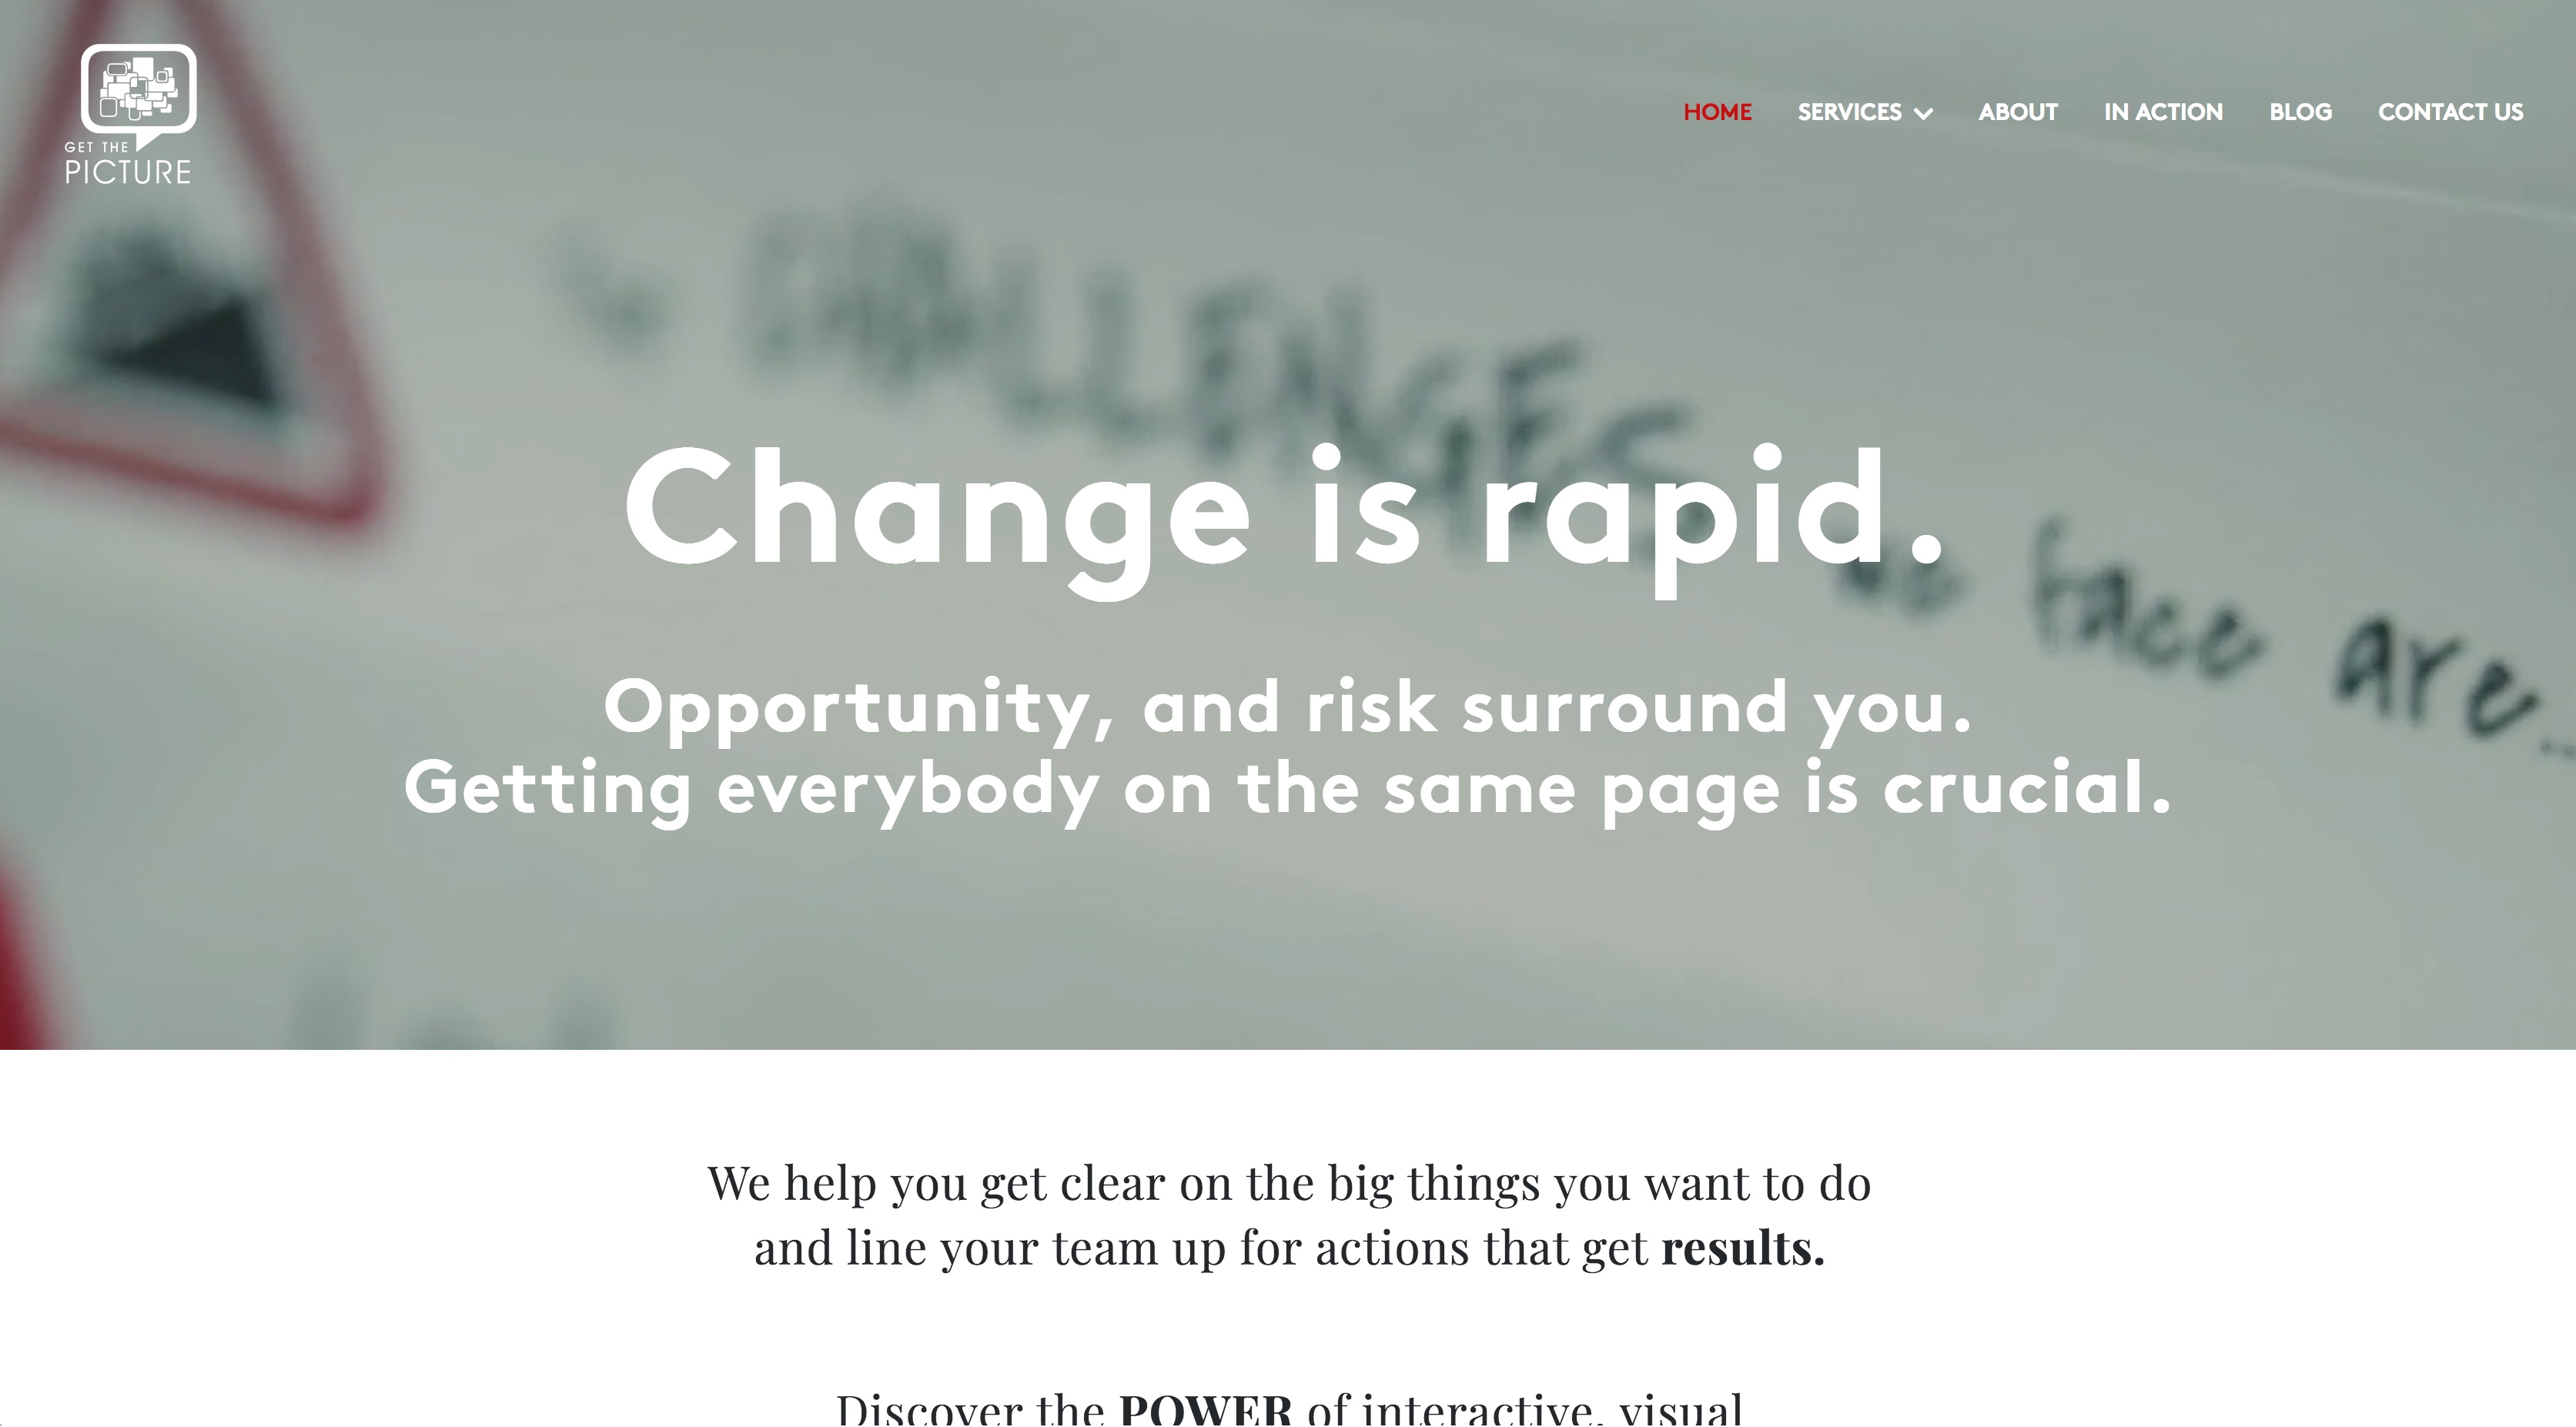 GET THE
PICTURE
HOME SERVICES ABOUT IN ACTION BLOG CONTACT US
CHALLENGES we face are...
Change is rapid.
Opportunity, and risk surround you.
Getting everybody on the same page is crucial.
We help you get clear on the big things you want to do
and line your team up for actions that get results.
Discover the POWER of interactive, visual